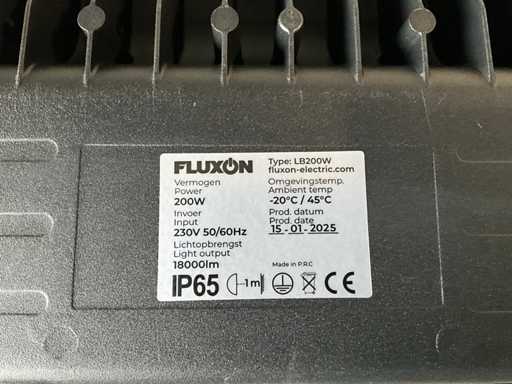 FLUXON
Vermogen
Power
200W
Invoer
Input
230V 50/60Hz
Lichtopbrengst
Light output
18000lm
Type: LB200W
fluxon-electric.com
Omgevingstemp.
Ambient temp
-20°C / 45°C
Prod. datum
Prod. date
15-01-2025
Made in P.R.C
IP65 1m CE